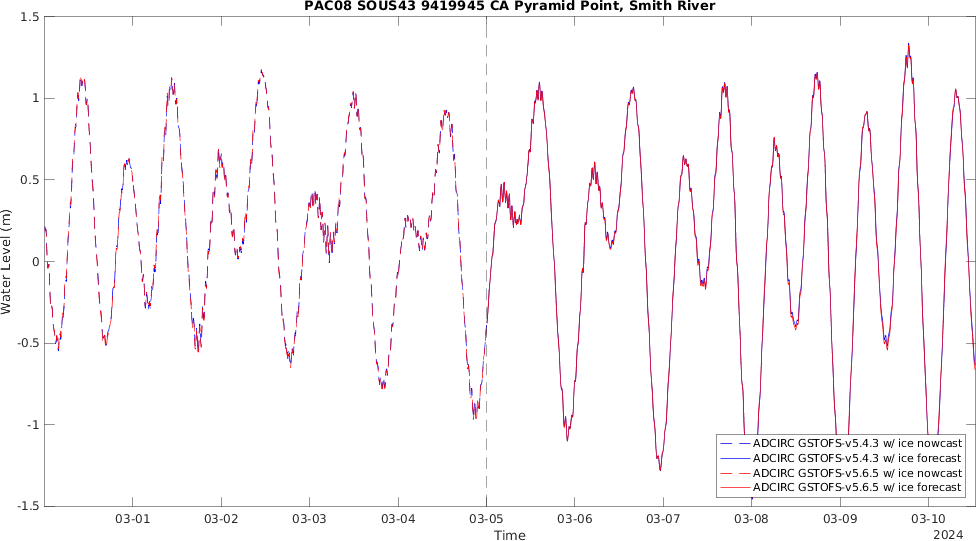 PAC08 SOUS43 9419945 CA Pyramid Point, Smith River
1.5
1
0.5
0
-0.5
-1
-1.5
Water Level (m)
ADCIRC GSTOFS-v5.4.3 w/ ice nowcast
ADCIRC GSTOFS-v5.4.3 w/ ice forecast
ADCIRC GSTOFS-v5.6.5 w/ ice nowcast
ADCIRC GSTOFS-v5.6.5 w/ ice forecast
03-01 03-02 03-03 03-04 03-05 03-06 03-07 03-08 03-09 03-10
Time
2024